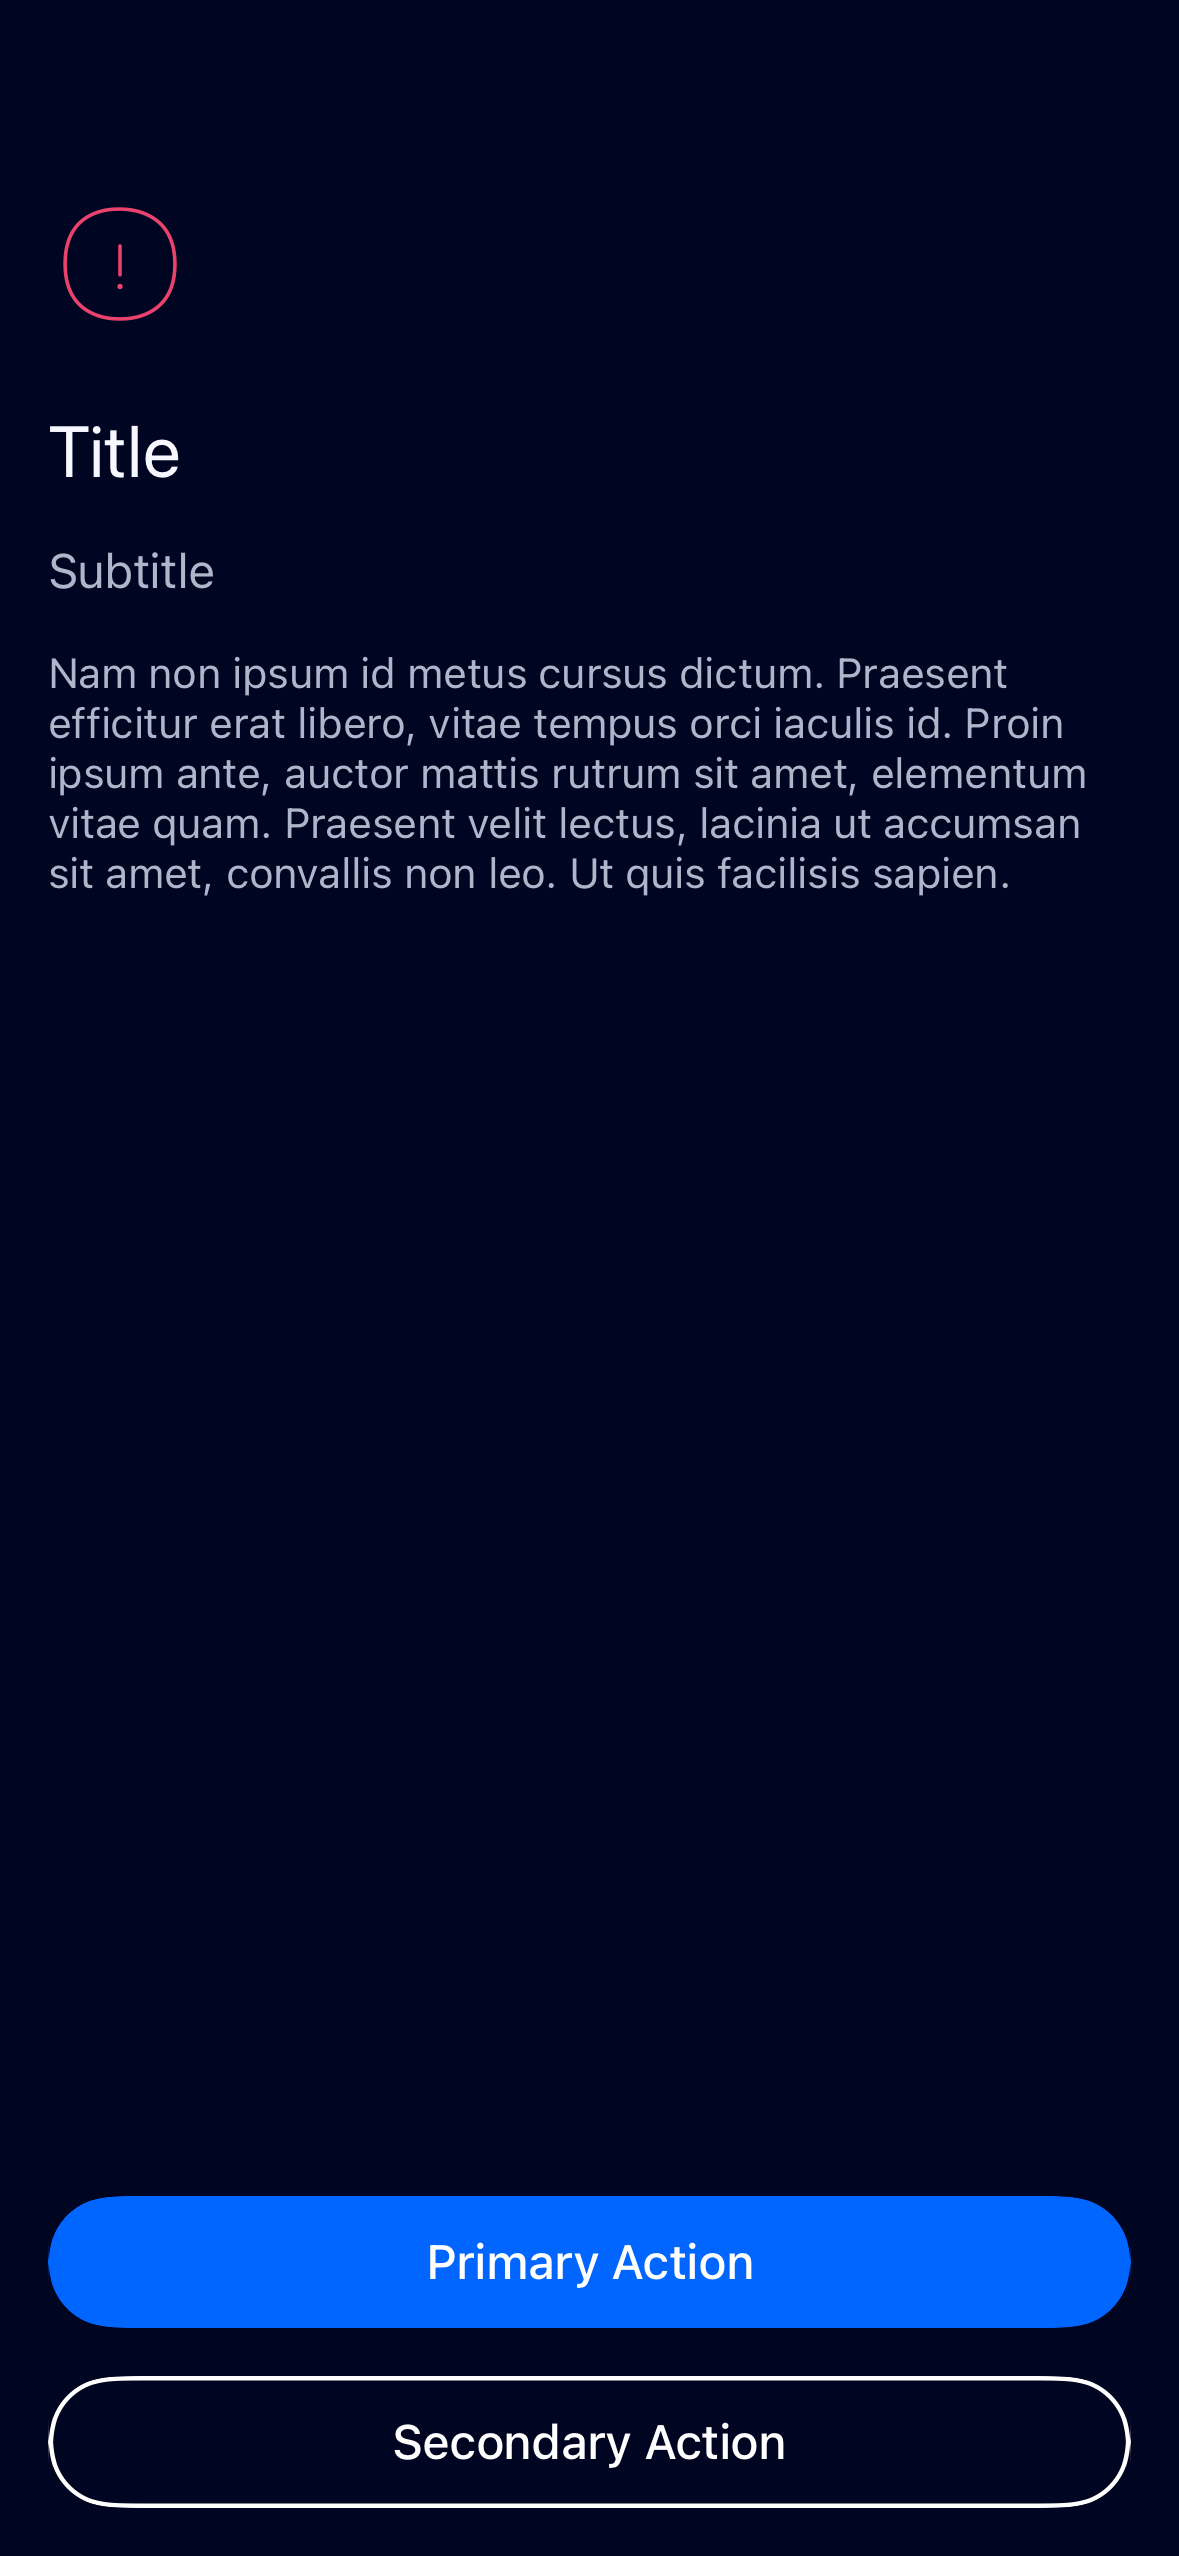 !
Title
Subtitle
Nam non ipsum id metus cursus dictum. Praesent
efficitur erat libero, vitae tempus orci iaculis id. Proin
ipsum ante, auctor mattis rutrum sit amet, elementum
vitae quam. Praesent velit lectus, lacinia ut accumsan
sit amet, convallis non leo. Ut quis facilisis sapien.
Primary Action
Secondary Action